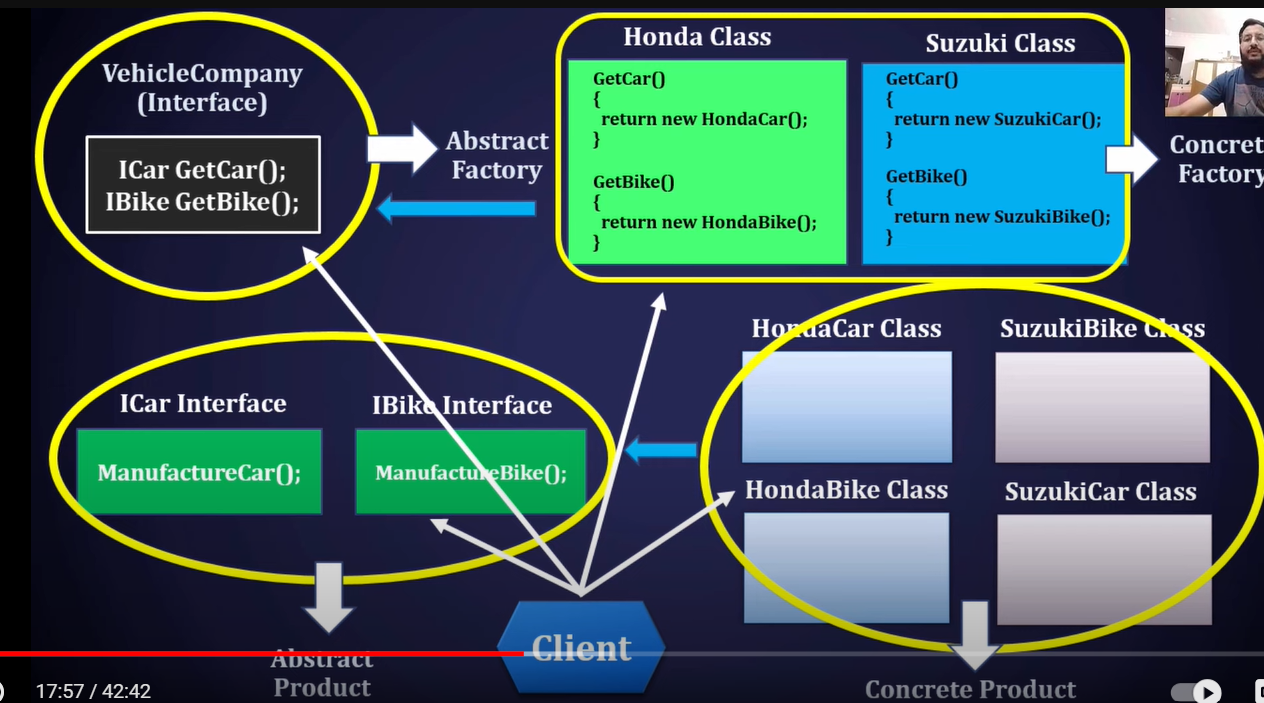 VehicleCompany
(Interface)
ICar GetCar();
IBike GetBike();
Abstract
Factory
Honda Class
GetCar()
{
return new HondaCar();
}
GetBike()
{
return new HondaBike();
}
Suzuki Class
GetCar()
{
return new SuzukiCar();
}
GetBike()
{
return new SuzukiBike();
}
Concret
Factory
ICar Interface
ManufactureCar();
IBike Interface
ManufactureBike();
HondaCar Class
SuzukiBike Class
HondaBike Class
SuzukiCar Class
Abstract
Product
Client
Concrete Product
17:57 / 42:42